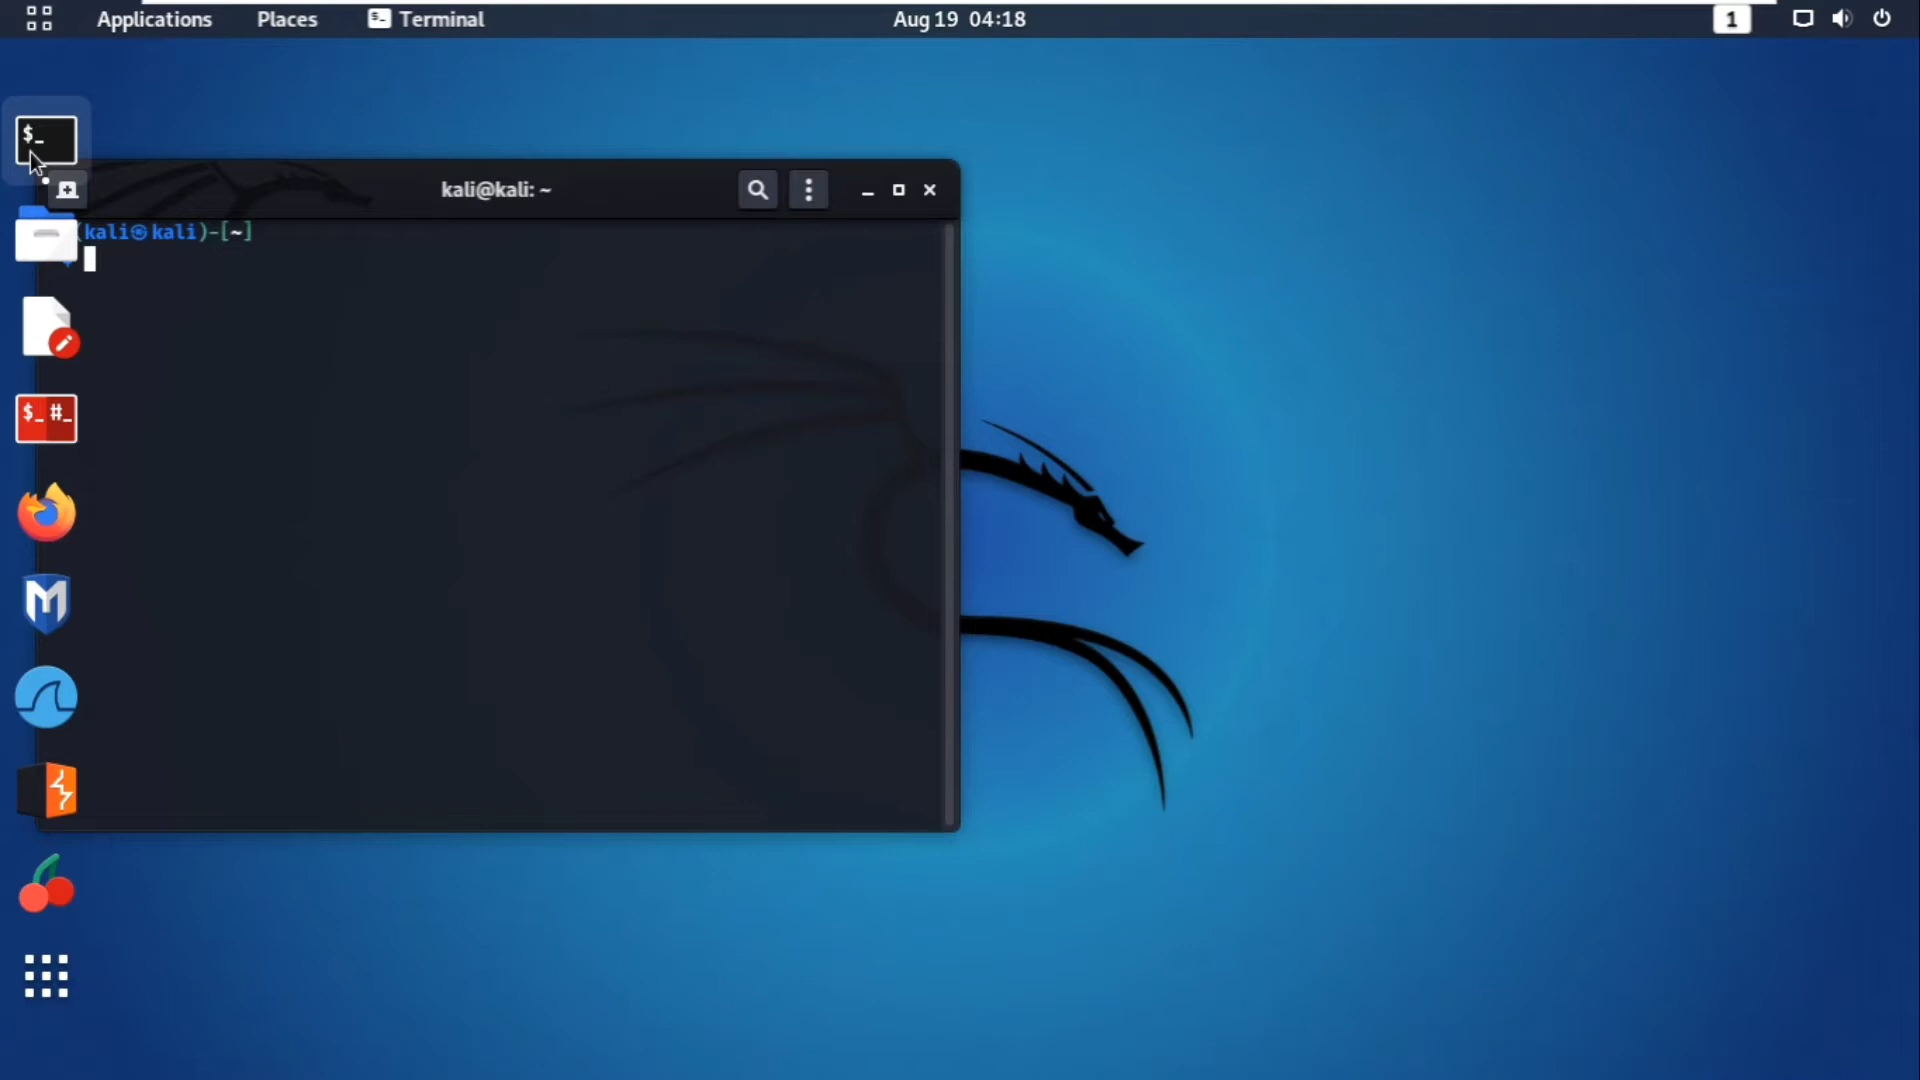 Applications Places Terminal Aug 19 04:18 1
$_
kali@kali: ~
(kali㉿kali)-[~]
$_ #_